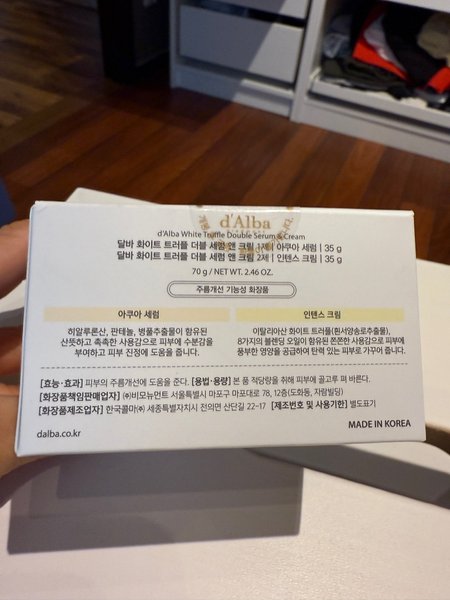 d'Alba
d'Alba White Truffle Double Serum & Cream
달바 화이트 트러플 더블 세럼 앤 크림 1제 | 아쿠아 세럼 | 35 g
달바 화이트 트러플 더블 세럼 앤 크림 2제 | 인텐스 크림 | 35 g
70 g / NET WT. 2.46 OZ.
주름개선 기능성 화장품
아쿠아 세럼
히알루론산, 판테놀, 병풀추출물이 함유된
산뜻하고 촉촉한 사용감으로 피부에 수분감을
부여하고 피부 진정에 도움을 줍니다.
인텐스 크림
이탈리아산 화이트 트러플(흰서양송로추출물),
8가지의 블렌딩 오일이 함유된 쫀쫀한 사용감으로 피부에
풍부한 영양을 공급하여 탄력 있는 피부로 가꾸어 줍니다.
[효능·효과] 피부의 주름개선에 도움을 준다. [용법·용량] 본 품 적당량을 취해 피부에 골고루 펴 바른다.
[화장품책임판매업자] ㈜비모뉴먼트 서울특별시 마포구 마포대로 78, 12층(도화동, 자람빌딩)
[화장품제조업자] 한국콜마㈜ 세종특별자치시 전의면 산단길 22-17 [제조번호 및 사용기한] 별도표기
dalba.co.kr
MADE IN KOREA